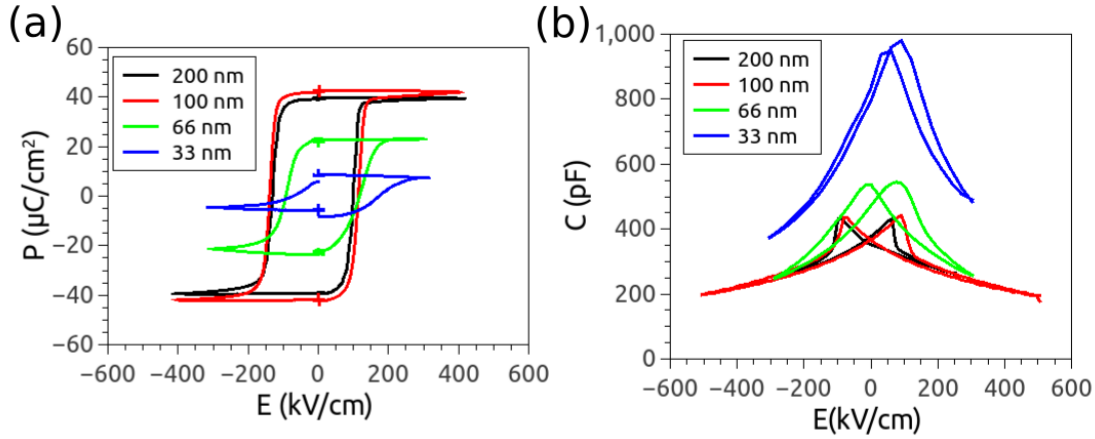 (a)
60
40
20
0
−20
−40
−60
P (μC/cm²)
200 nm
100 nm
66 nm
33 nm
−600 −400 −200 0 200 400 600
E (kV/cm)
(b)
1,000
800
600
400
200
0
C (pF)
200 nm
100 nm
66 nm
33 nm
−600 −400 −200 0 200 400 600
E(kV/cm)